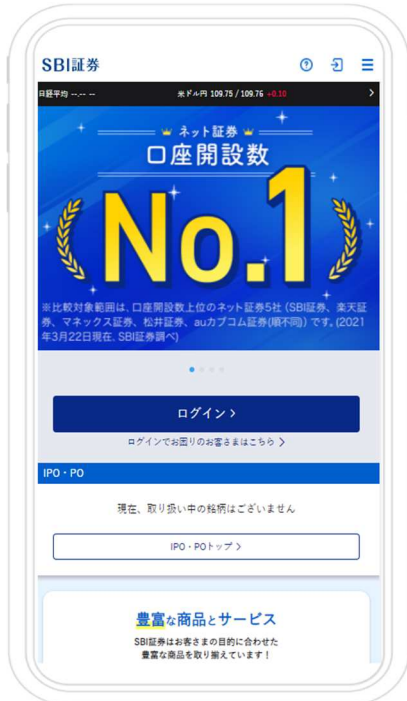 SBI証券
日経平均 --.-- --
米ドル円 109.75 / 109.76 +0.10
ネット証券
口座開設数
No.1
※比較対象範囲は、口座開設数上位のネット証券5社（SBI証券、楽天証
券、マネックス証券、松井証券、auカブコム証券(順不同)）です。(2021
年3月22日現在、SBI証券調べ)
ログイン >
ログインでお困りのお客さまはこちら >
IPO・PO
現在、取り扱い中の銘柄はございません
IPO・POトップ >
豊富な商品とサービス
SBI証券はお客さまの目的に合わせた
豊富な商品を取り揃えています！